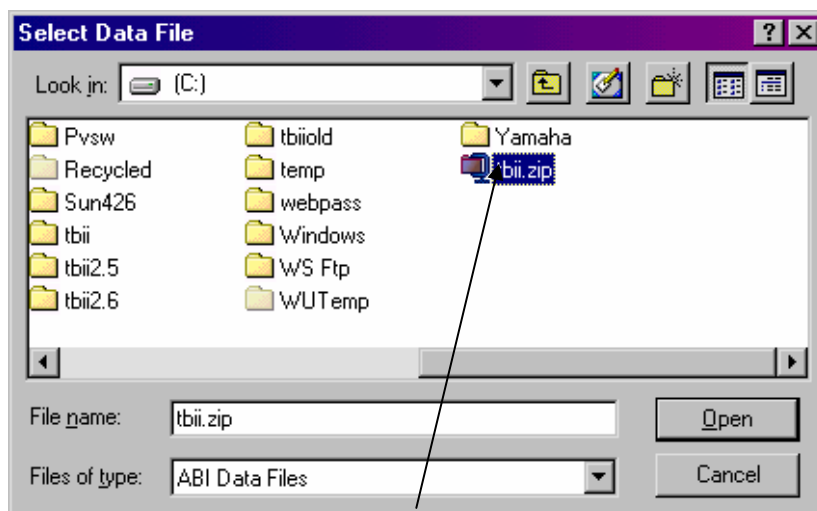 Select Data File
Look in: (C:)
Pvsw tbiiold Yamaha
Recycled temp tbii.zip
Sun426 webpass
tbii Windows
tbii2.5 WS Ftp
tbii2.6 WUTemp
File name: tbii.zip Open
Files of type: ABI Data Files Cancel